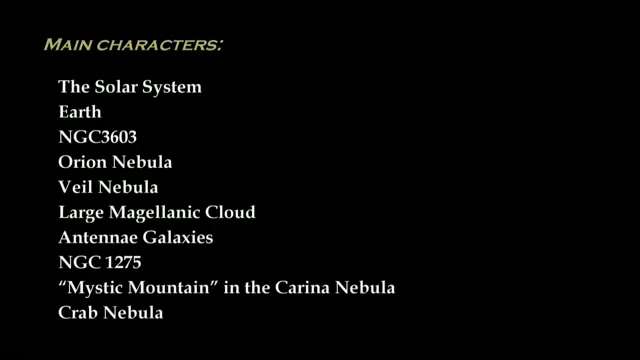 MAIN CHARACTERS:
The Solar System
Earth
NGC3603
Orion Nebula
Veil Nebula
Large Magellanic Cloud
Antennae Galaxies
NGC 1275
“Mystic Mountain” in the Carina Nebula
Crab Nebula